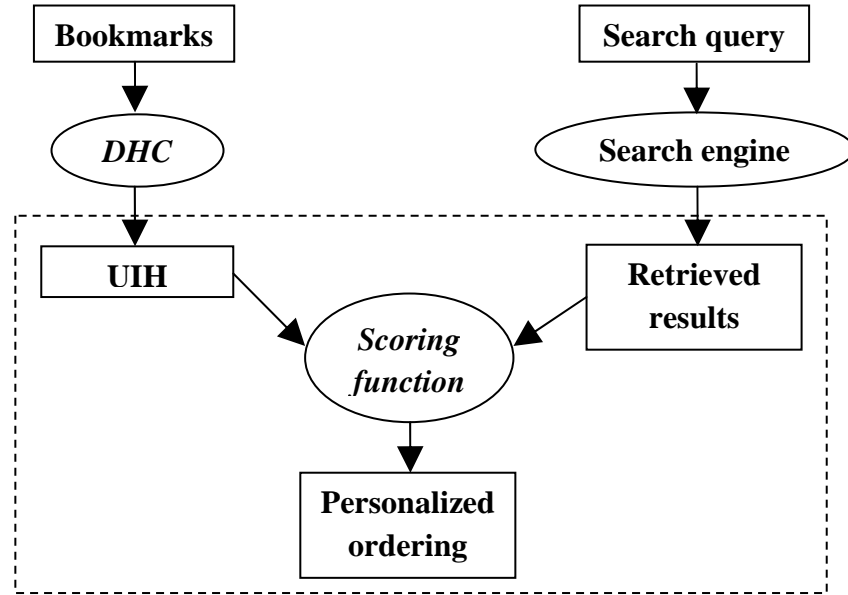 Bookmarks
Search query
DHC
Search engine
UIH
Retrieved
results
Scoring
function
Personalized
ordering